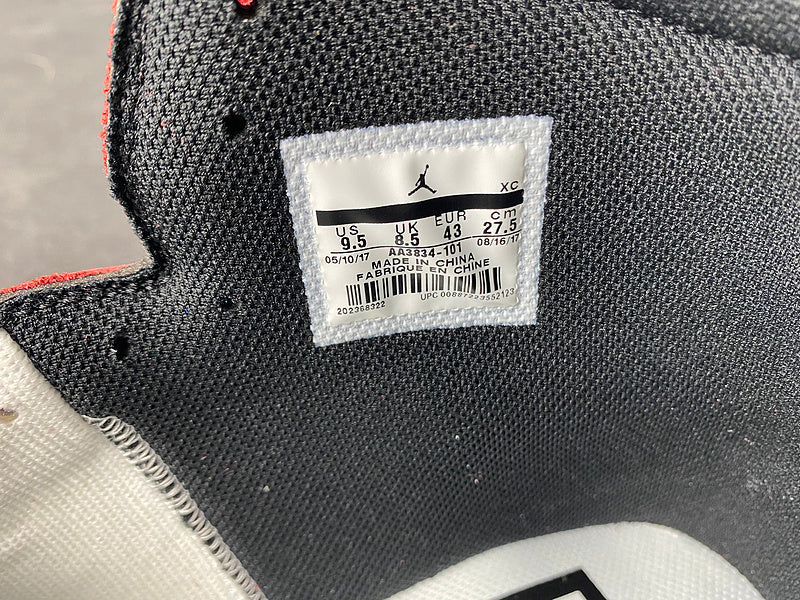 XC
US UK EUR cm
9.5 8.5 43 27.5
05/10/17 AA3834-101 08/16/17
MADE IN CHINA
FABRIQUE EN CHINE
202368322 UPC 00887223552123